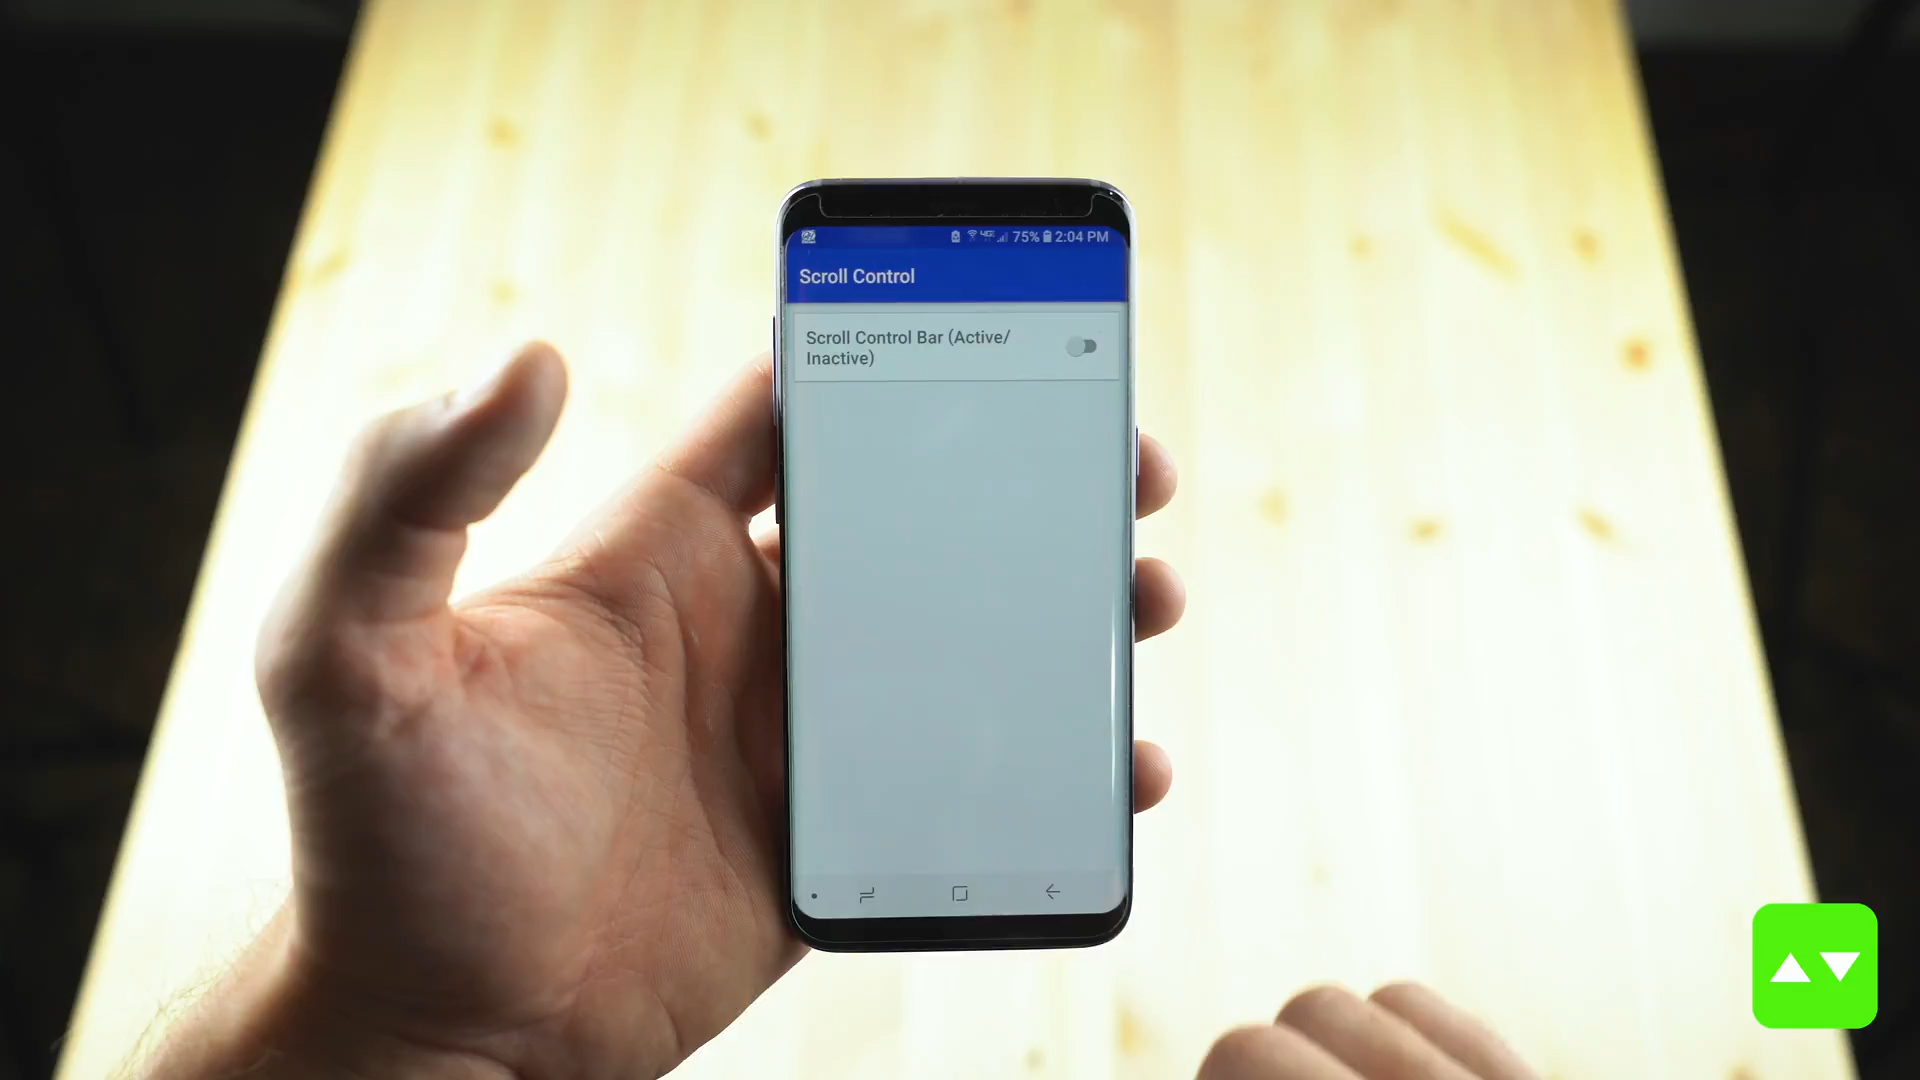 75% 2:04 PM
Scroll Control
Scroll Control Bar (Active/
Inactive)